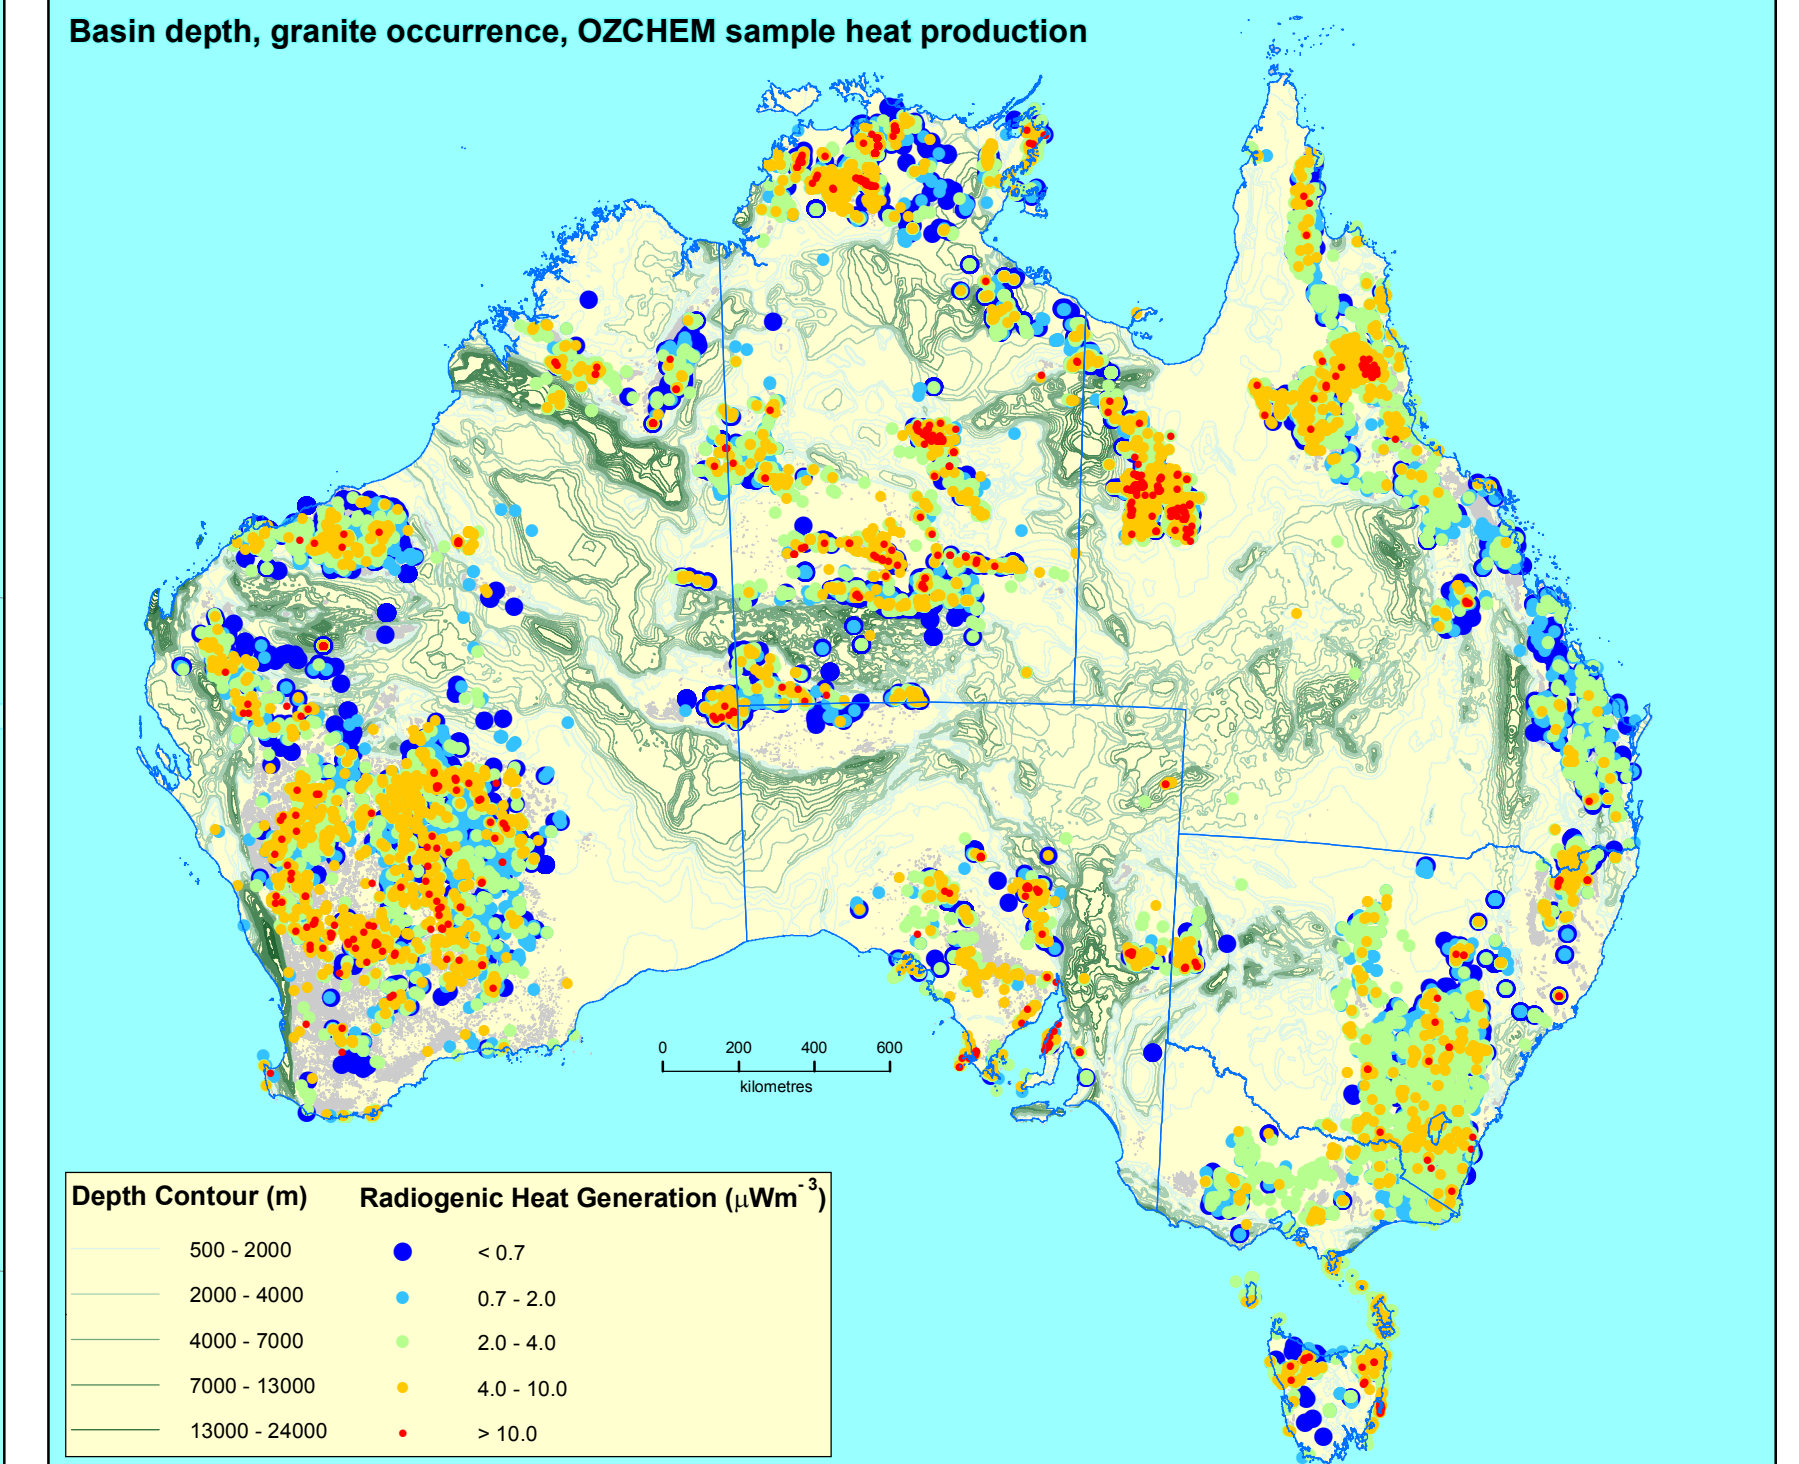 Basin depth, granite occurrence, OZCHEM sample heat production
0 200 400 600
kilometres
Depth Contour (m) Radiogenic Heat Generation (μWm⁻³)
500 - 2000 < 0.7
2000 - 4000 0.7 - 2.0
4000 - 7000 2.0 - 4.0
7000 - 13000 4.0 - 10.0
13000 - 24000 > 10.0